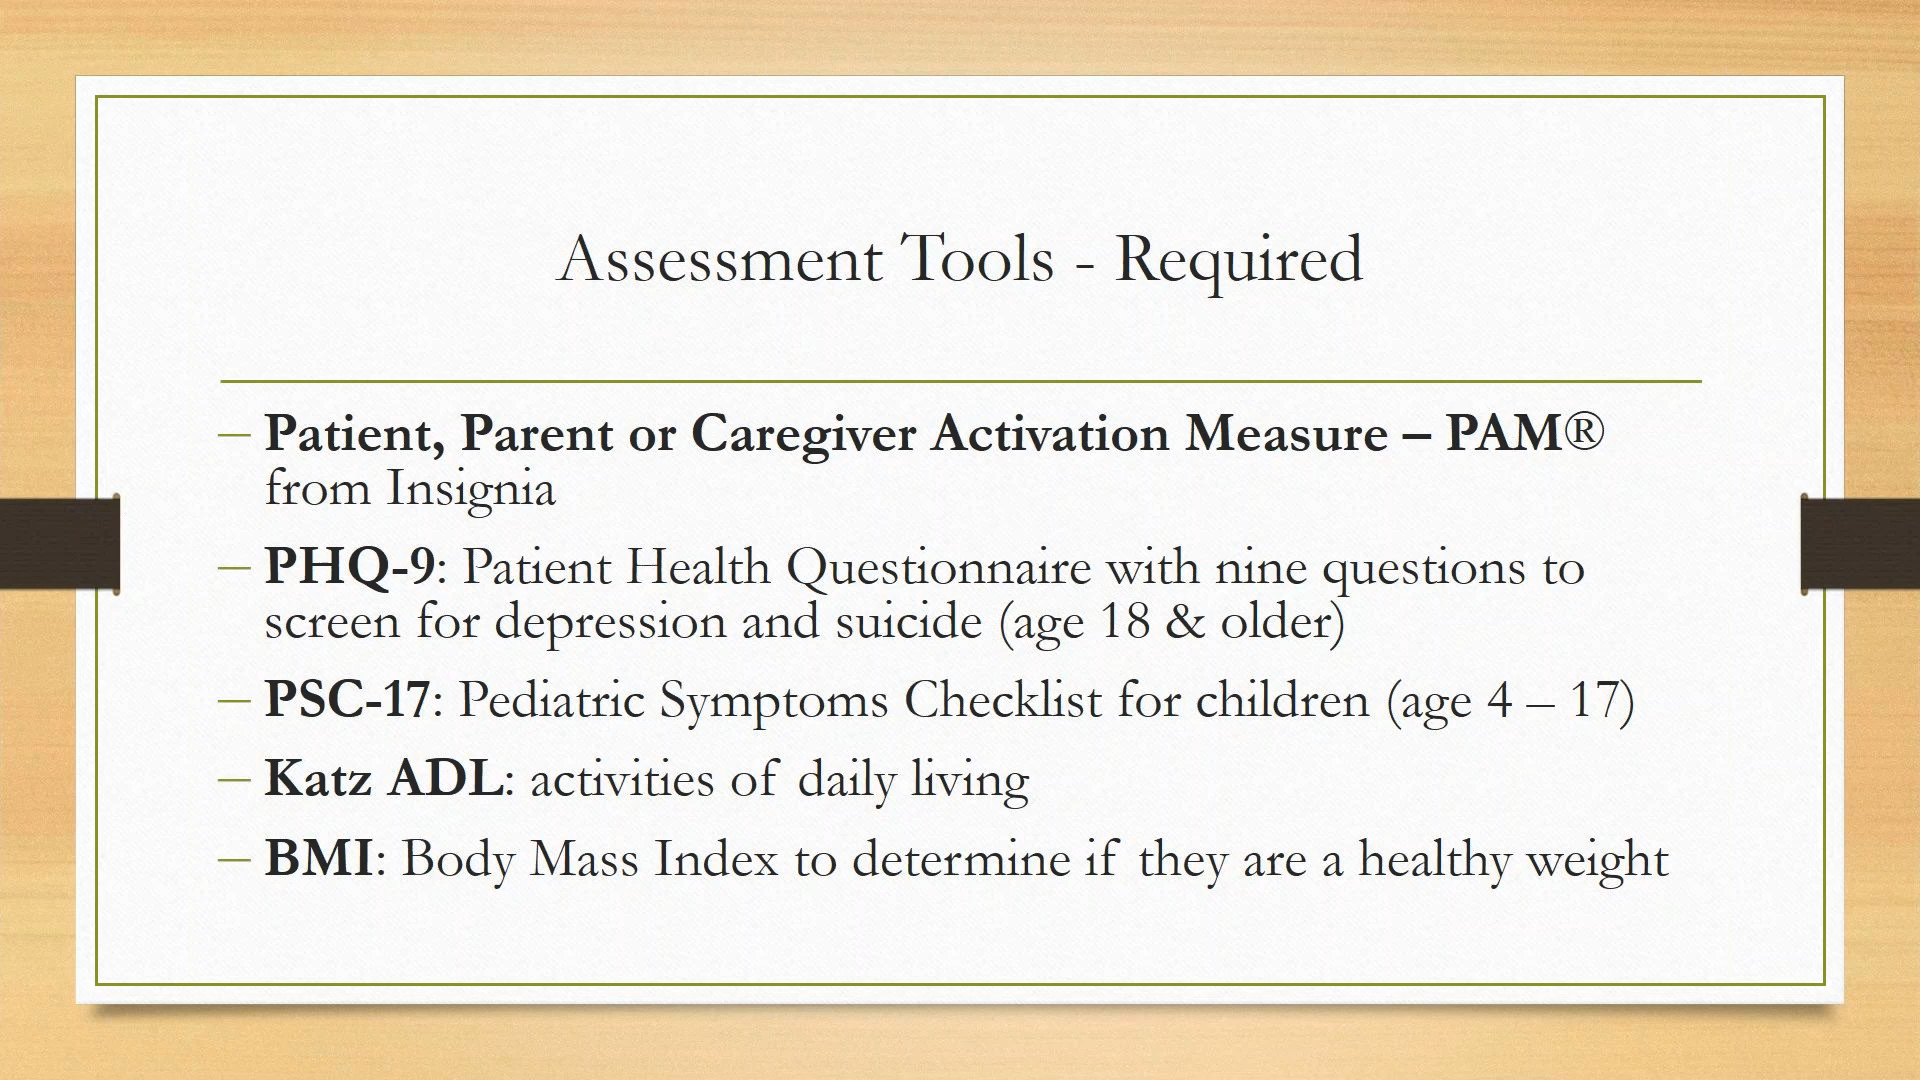 Assessment Tools - Required
– Patient, Parent or Caregiver Activation Measure – PAM®
from Insignia
– PHQ-9: Patient Health Questionnaire with nine questions to
screen for depression and suicide (age 18 & older)
– PSC-17: Pediatric Symptoms Checklist for children (age 4 – 17)
– Katz ADL: activities of daily living
– BMI: Body Mass Index to determine if they are a healthy weight